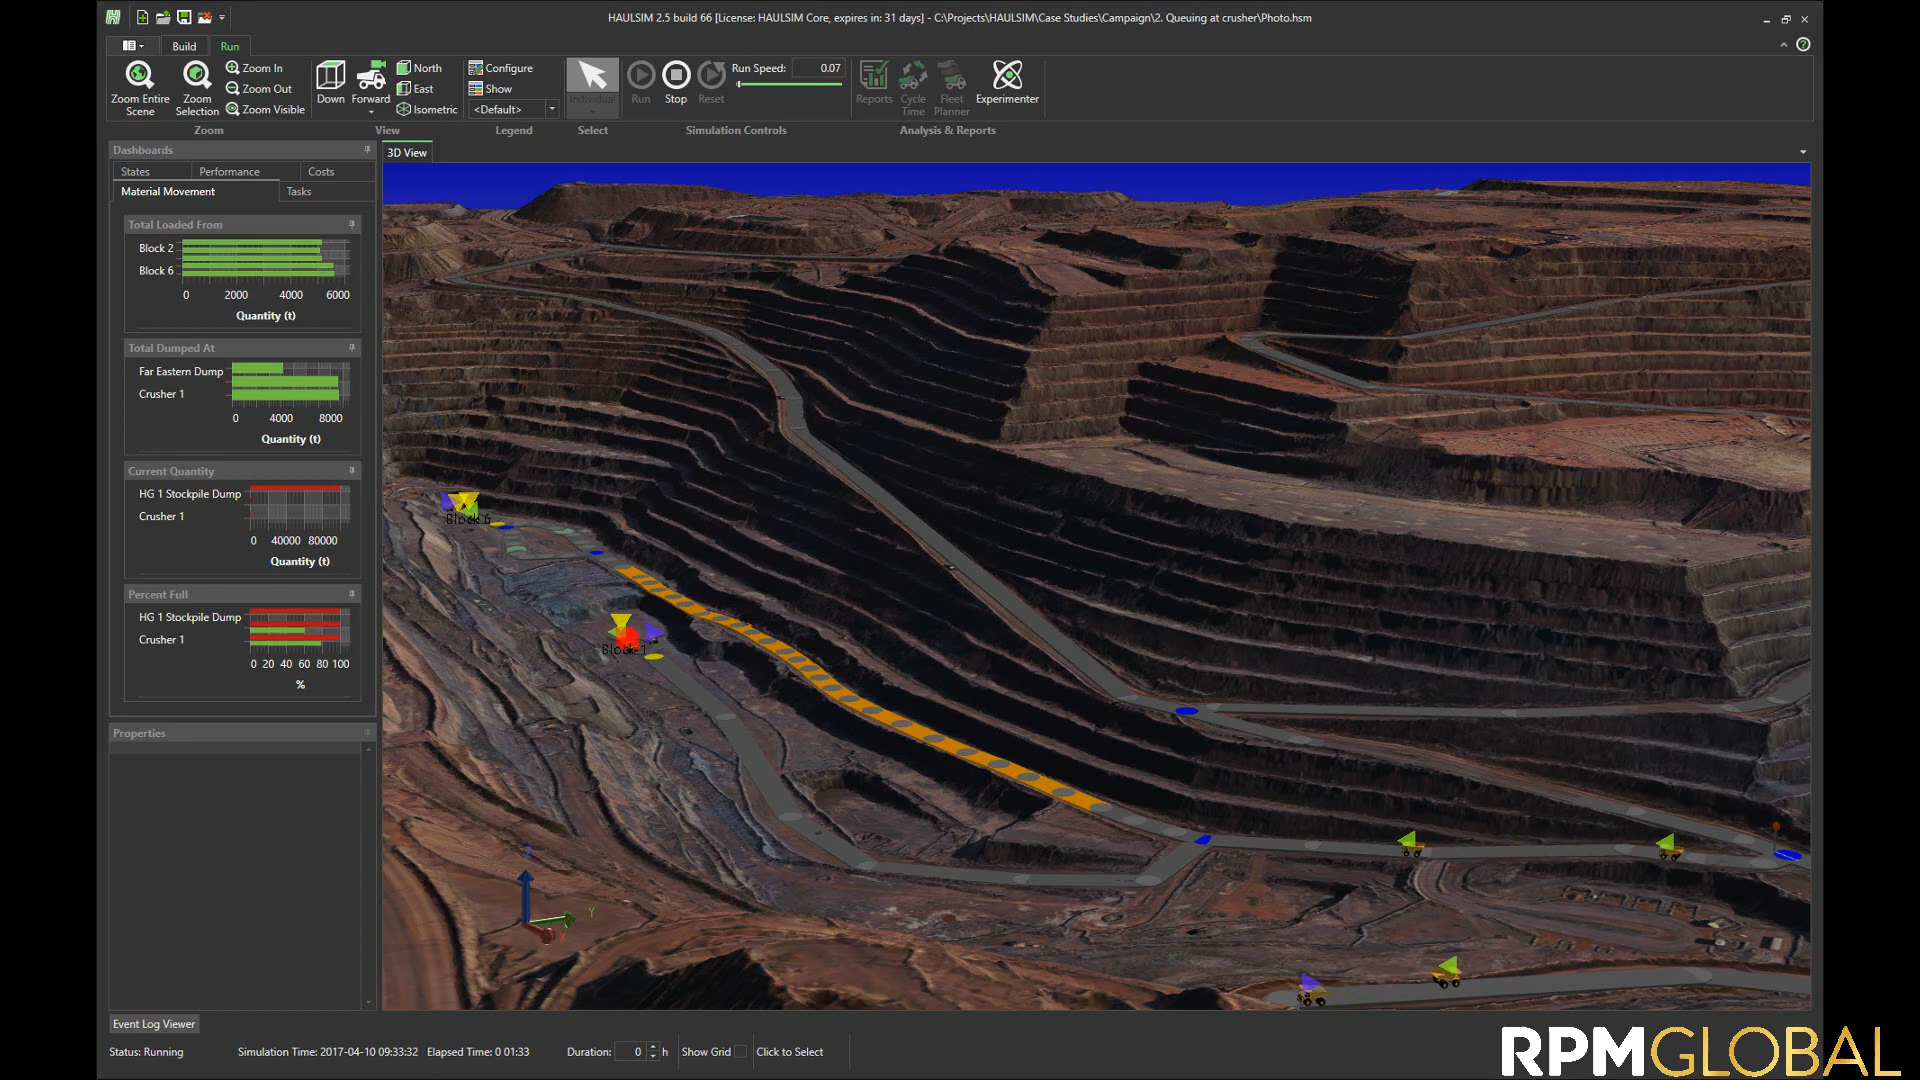 HAULSIM 2.5 build 66 [License: HAULSIM Core, expires in: 31 days] - C:\Projects\HAULSIM\Case Studies\Campaign\2. Queuing at crusher\Photo.hsm
Build Run
Zoom Entire Scene
Zoom Selection
Zoom In
Zoom Out
Zoom Visible
Zoom
Down
Forward
North
East
Isometric
View
Configure
Show
<Default>
Legend
Individual
Select
Run
Stop
Reset
Run Speed: 0.07
Simulation Controls
Reports
Cycle Time
Fleet Planner
Experimenter
Analysis & Reports
Dashboards
States Performance Costs
Material Movement Tasks
Total Loaded From
Block 2
Block 6
0 2000 4000 6000
Quantity (t)
Total Dumped At
Far Eastern Dump
Crusher 1
0 4000 8000
Quantity (t)
Current Quantity
HG 1 Stockpile Dump
Crusher 1
0 40000 80000
Quantity (t)
Percent Full
HG 1 Stockpile Dump
Crusher 1
0 20 40 60 80 100
%
Properties
3D View
Block 6
Block 1
Z
Y
X
Event Log Viewer
Status: Running Simulation Time: 2017-04-10 09:33:32 Elapsed Time: 0 01:33 Duration: 0 h Show Grid Click to Select
RPMGLOBAL